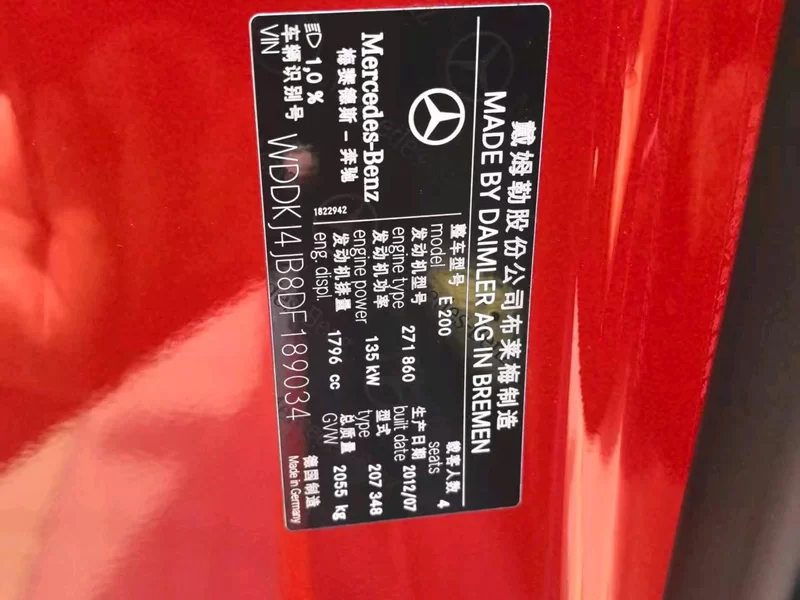 戴姆勒股份公司布莱梅制造
MADE BY DAIMLER AG IN BREMEN
Mercedes-Benz
梅赛德斯－奔驰
1822942
整车型号
model E 200
载客人数
seats 4
发动机型号
engine type 271 860
生产日期
built date 2012/07
发动机功率
engine power 135 kW
型式
type 207 348
发动机排量
eng. displ. 1796 cc
总质量
GVW 2055 kg
1,0 %
车辆识别号
VIN WDDKJ4JB8DF189034
德国制造
Made in Germany